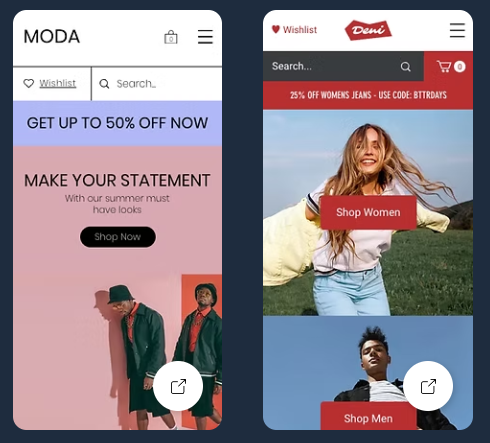 MODA
0
Wishlist
Search...
GET UP TO 50% OFF NOW
MAKE YOUR STATEMENT
With our summer must
have looks
Shop Now
Wishlist
Deni
Search...
0
25% OFF WOMENS JEANS - USE CODE: BTTRDAYS
Shop Women
Shop Men